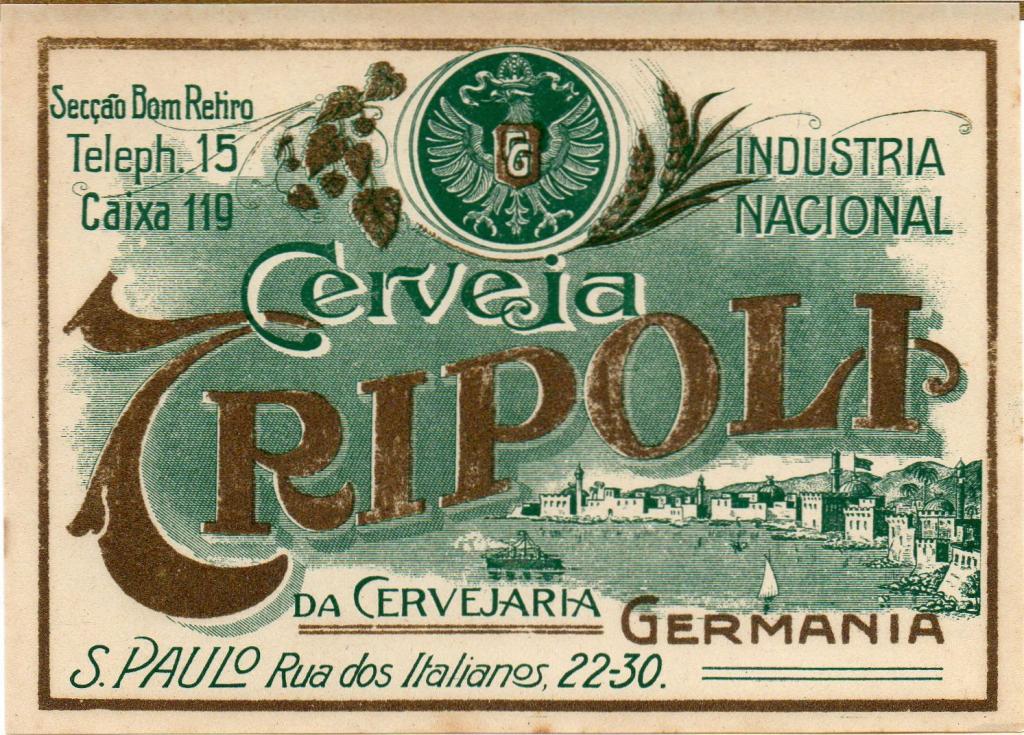 Secção Bom Retiro
Teleph. 15
Caixa 119
G
INDUSTRIA
NACIONAL
Cerveja
TRIPOLI
DA CERVEJARIA
GERMANIA
S. PAULO Rua dos Italianos, 22-30.